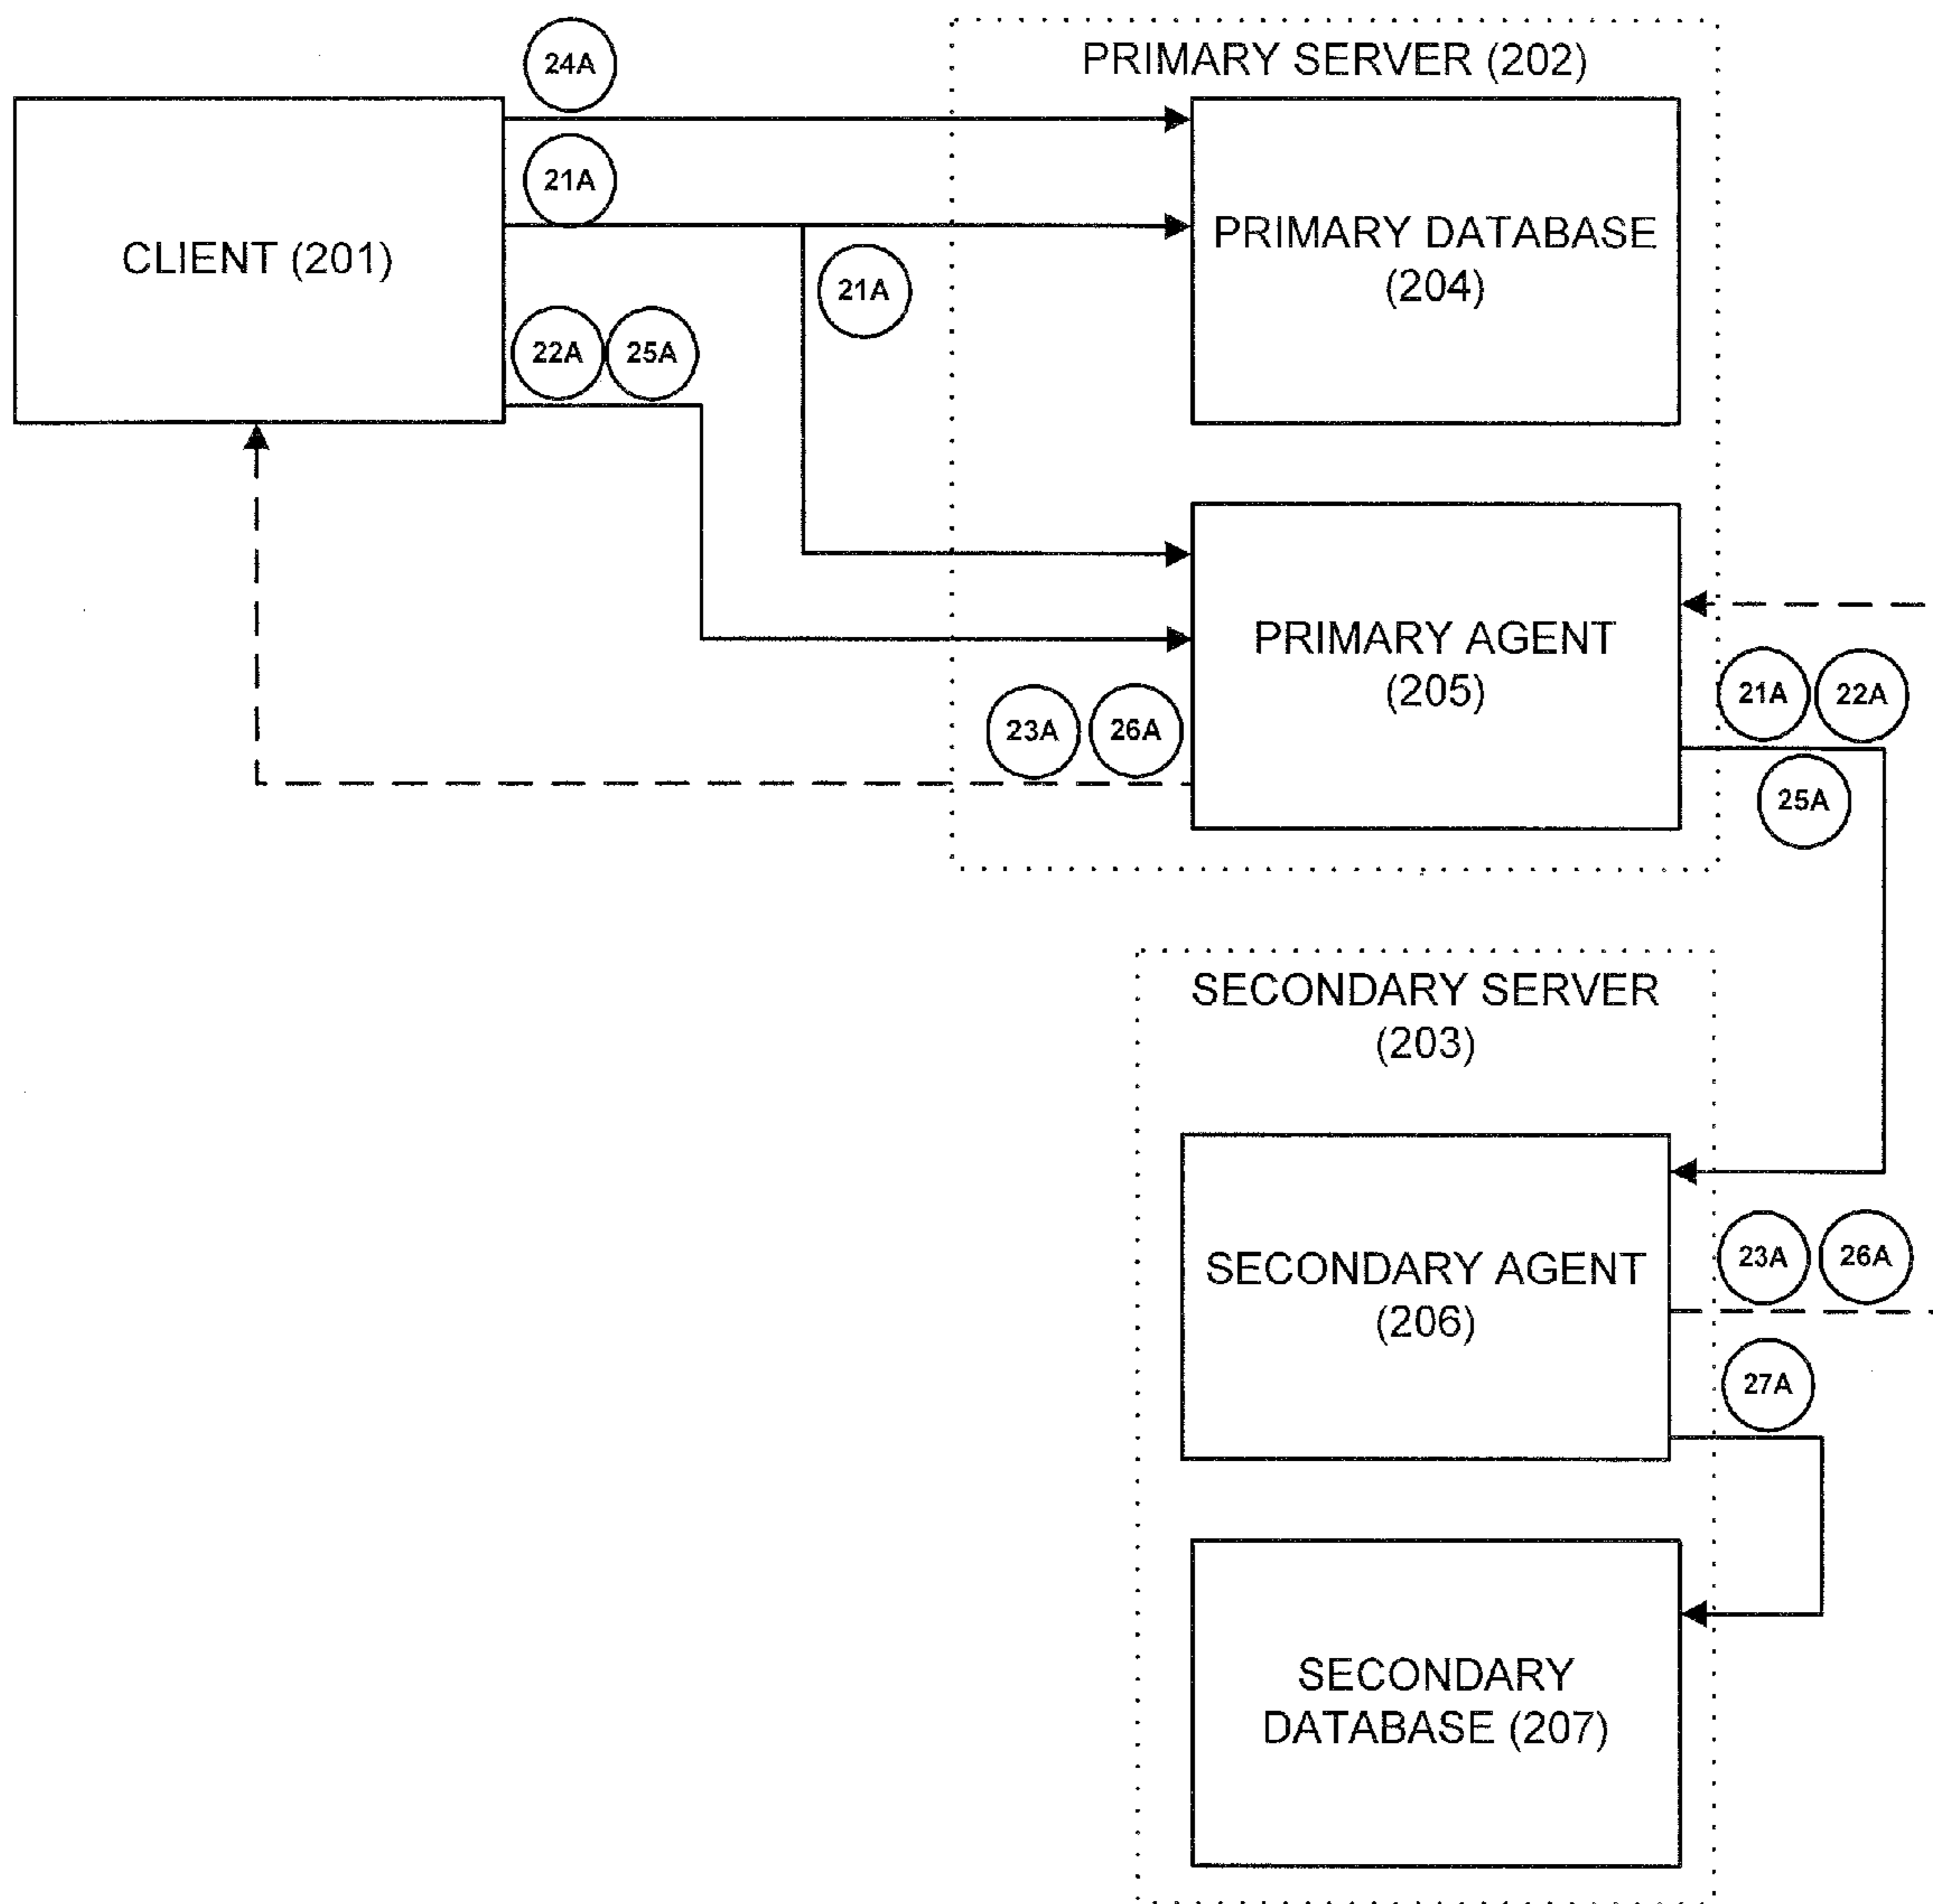 24A
PRIMARY SERVER (202)
21A
CLIENT (201)
PRIMARY DATABASE
(204)
21A
22A 25A
PRIMARY AGENT
(205)
21A 22A
23A 26A
25A
SECONDARY SERVER
(203)
SECONDARY AGENT
(206)
23A 26A
27A
SECONDARY
DATABASE (207)